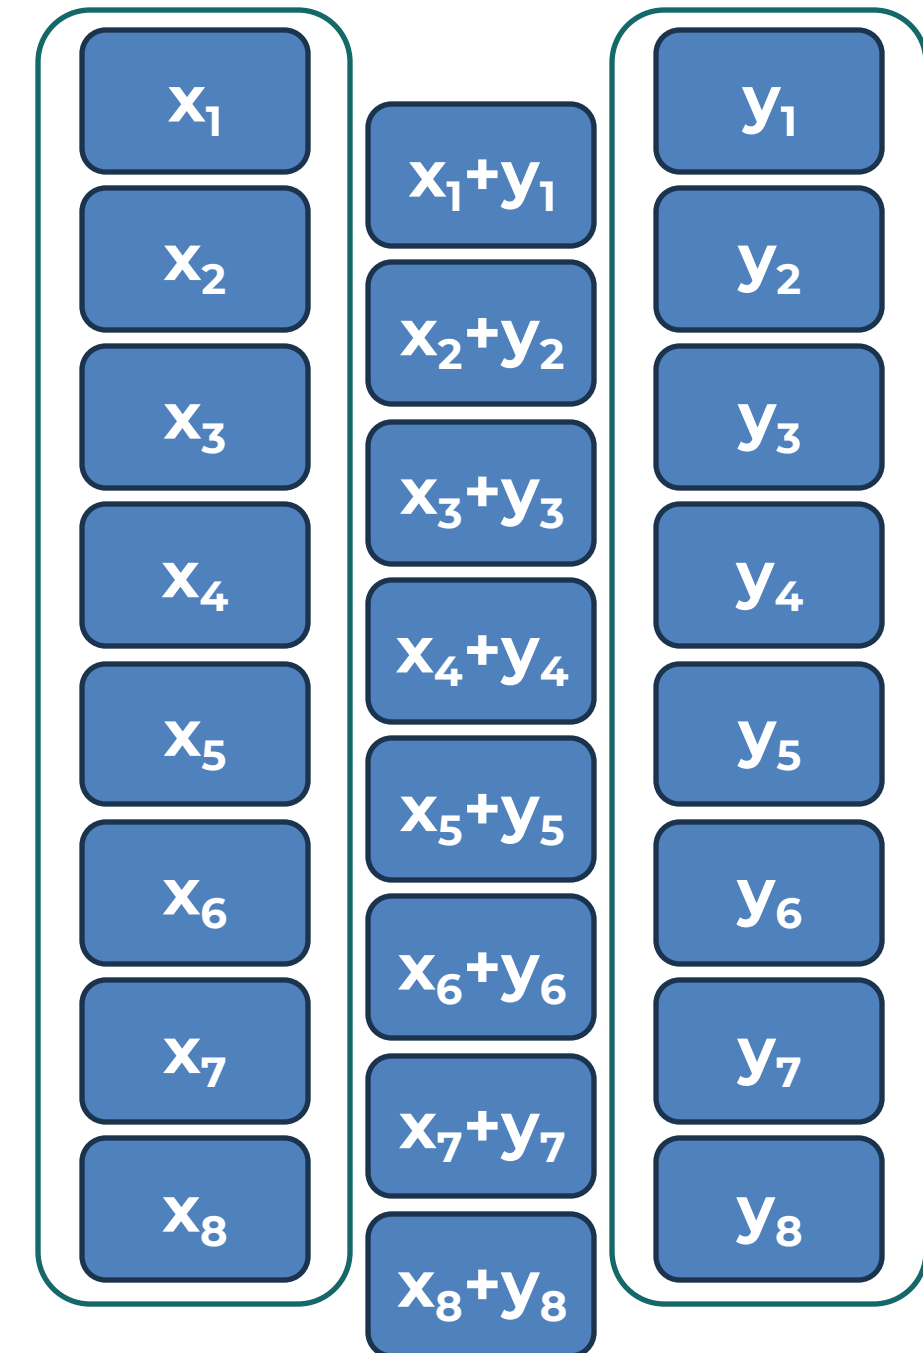 x₁
x₂
x₃
x₄
x₅
x₆
x₇
x₈
x₁+y₁
x₂+y₂
x₃+y₃
x₄+y₄
x₅+y₅
x₆+y₆
x₇+y₇
x₈+y₈
y₁
y₂
y₃
y₄
y₅
y₆
y₇
y₈